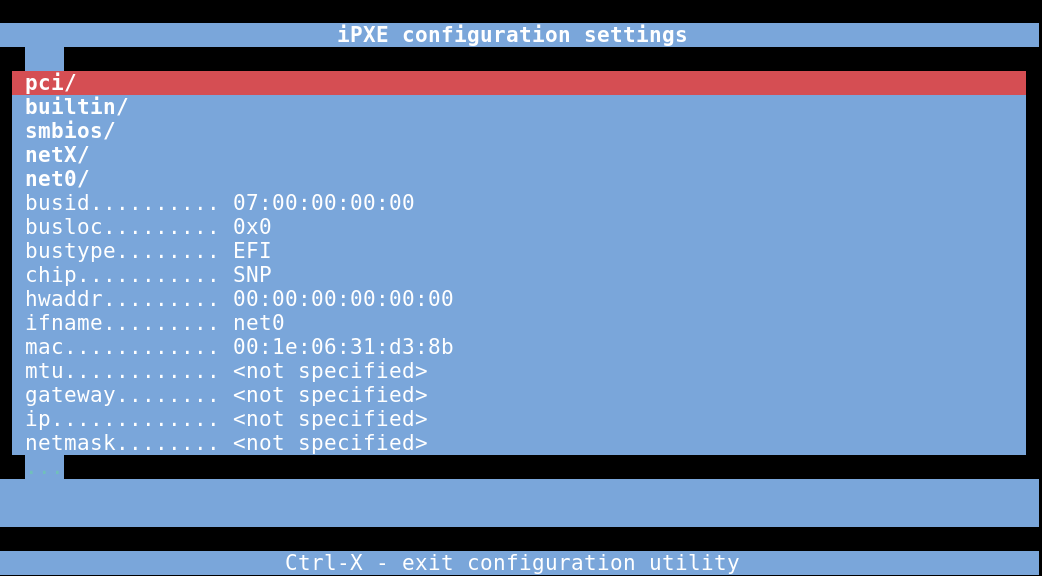 iPXE configuration settings
pci/
builtin/
smbios/
netX/
net0/
busid.......... 07:00:00:00:00
busloc......... 0x0
bustype........ EFI
chip........... SNP
hwaddr......... 00:00:00:00:00:00
ifname......... net0
mac............ 00:1e:06:31:d3:8b
mtu............ <not specified>
gateway........ <not specified>
ip............. <not specified>
netmask........ <not specified>
...
Ctrl-X - exit configuration utility